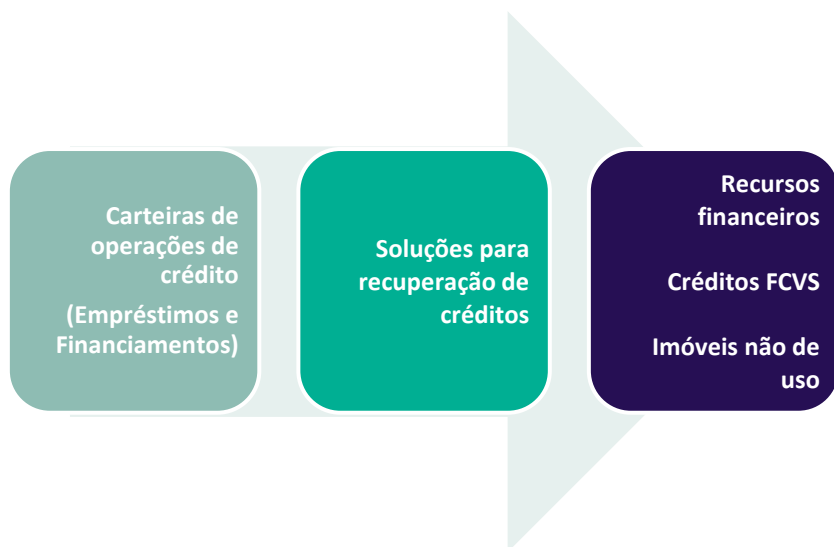 Carteiras de
operações de
crédito
(Empréstimos e
Financiamentos)
Soluções para
recuperação de
créditos
Recursos
financeiros
Créditos FCVS
Imóveis não de
uso